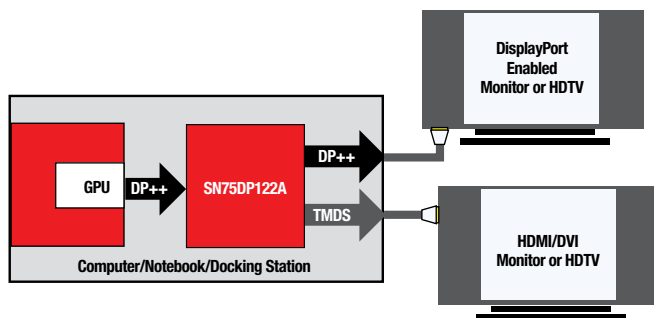 DisplayPort
Enabled
Monitor or HDTV
GPU
DP++
SN75DP122A
DP++
TMDS
HDMI/DVI
Monitor or HDTV
Computer/Notebook/Docking Station